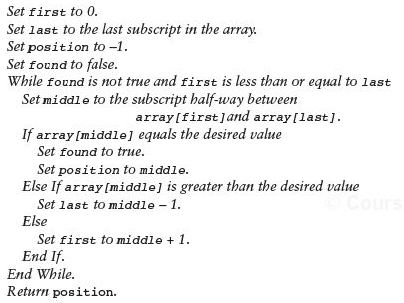 Set first to 0.
Set last to the last subscript in the array.
Set position to –1.
Set found to false.
While found is not true and first is less than or equal to last
Set middle to the subscript half-way between
array[first]and array[last].
If array[middle] equals the desired value
Set found to true.
Set position to middle.
Else If array[middle] is greater than the desired value
Set last to middle – 1.
Else
Set first to middle + 1.
End If.
End While.
Return position.
© Cours